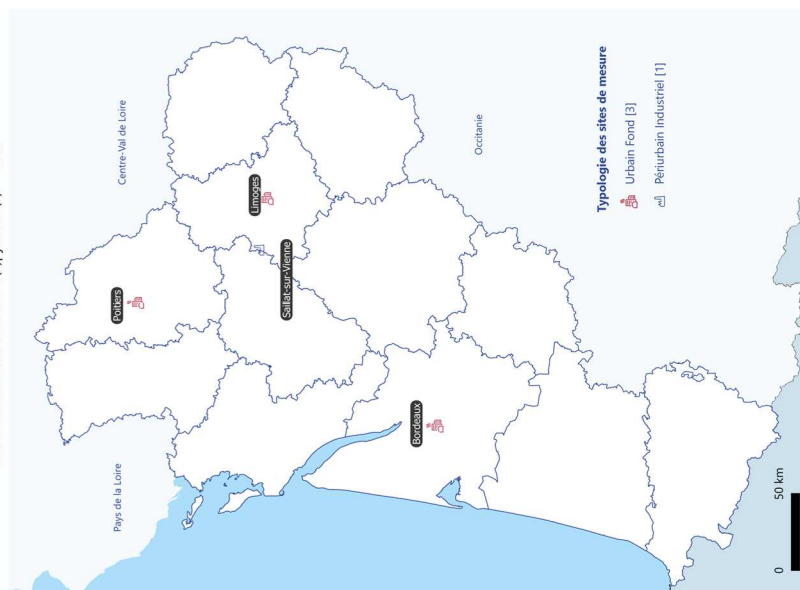 Centre-Val de Loire
Pays de la Loire
Poitiers
Limoges
Saillat-sur-Vienne
Bordeaux
Occitanie
Typologie des sites de mesure
Urbain Fond [3]
Périurbain Industriel [1]
0 50 km